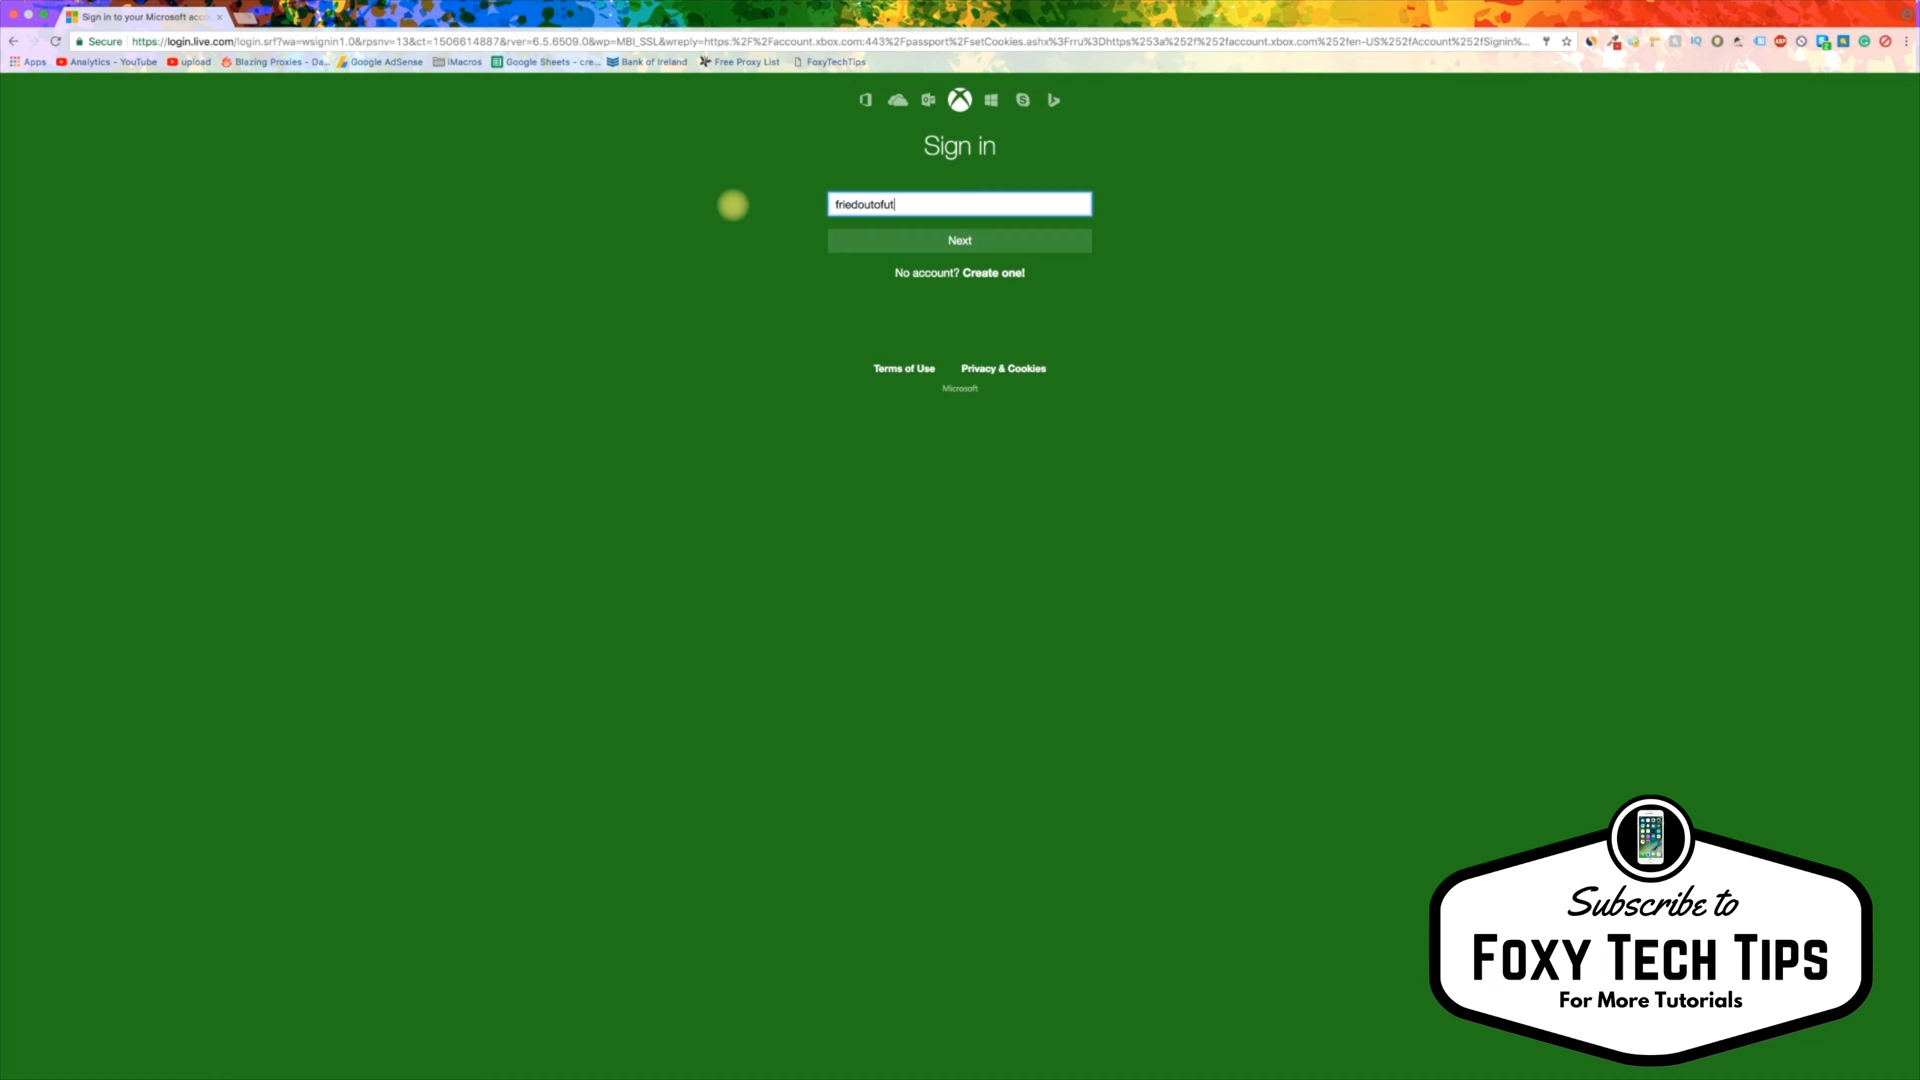 Sign in to your Microsoft acco
Secure https://login.live.com/login.srf?wa=wsignin1.0&rpsnv=13&ct=1506614887&rver=6.5.6509.0&wp=MBI_SSL&wreply=https:%2F%2Faccount.xbox.com:443%2Fpassport%2FsetCookies.ashx%3Frru%3Dhttps%253a%252f%252faccount.xbox.com%252fen-US%252fAccount%252fSignin%...
Apps Analytics - YouTube upload Blazing Proxies - Da... Google AdSense iMacros Google Sheets - cre... Bank of Ireland Free Proxy List FoxyTechTips
Sign in
friedoutofut
Next
No account? Create one!
Terms of Use Privacy & Cookies
Microsoft
Subscribe to
FOXY TECH TIPS
For More Tutorials